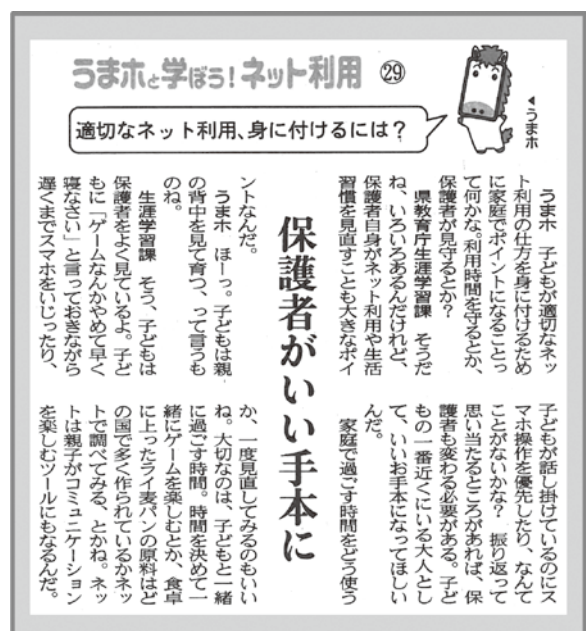 うまホと学ぼう!ネット利用 ㉙
適切なネット利用、身に付けるには?
◀うまホ
保護者がいい手本に
うまホ 子どもが適切なネッ
ト利用の仕方を身に付けるため
に家庭でポイントになることっ
て何かな。利用時間を守るとか、
保護者が見守るとか?
県教育庁生涯学習課 そうだ
ね、いろいろあるんだけれど、
保護者自身がネット利用や生活
習慣を見直すことも大きなポイ
ントなんだ。
うまホ ほーっ。子どもは親
の背中を見て育つ、って言うも
のね。
生涯学習課 そう、子どもは
保護者をよく見ているよ。子ど
もに「ゲームなんかやめて早く
寝なさい」と言っておきながら
遅くまでスマホをいじったり、
子どもが話し掛けているのにス
マホ操作を優先したり、なんて
ことがないかな? 振り返って
思い当たるところがあれば、保
護者も変わる必要がある。子ど
もの一番近くにいる大人とし
て、いいお手本になってほしい
んだ。
家庭で過ごす時間をどう使う
か、一度見直してみるのもいい
ね。大切なのは、子どもと一緒
に過ごす時間。時間を決めて一
緒にゲームを楽しむとか、食卓
に上ったライ麦パンの原料はど
の国で多く作られているかネッ
トで調べてみる、とかね。ネッ
トは親子がコミュニケーション
を楽しむツールにもなるんだ。